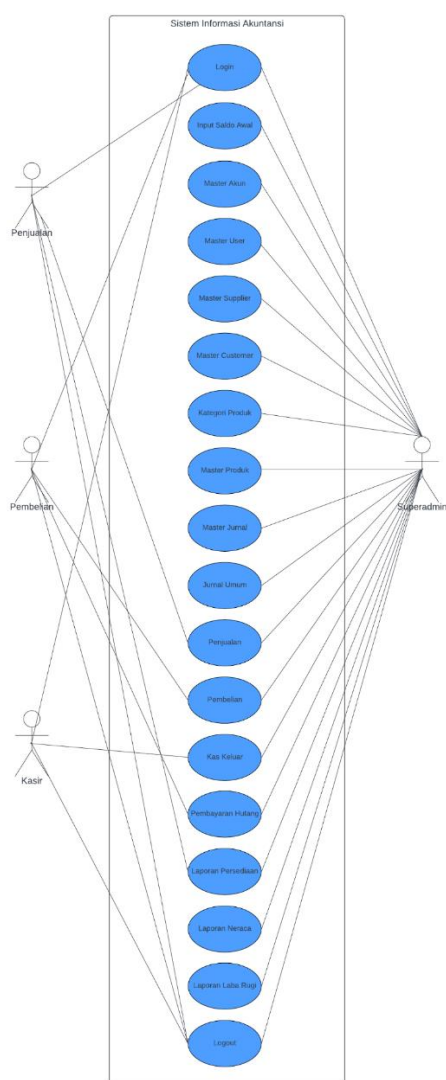 Sistem Informasi Akuntansi
Login
Input Saldo Awal
Master Akun
Penjualan
Master User
Master Supplier
Master Customer
Kategori Produk
Master Produk
Pembelian
Superadmin
Master Jurnal
Jurnal Umum
Penjualan
Pembelian
Kas Keluar
Kasir
Pembayaran Hutang
Laporan Persediaan
Laporan Neraca
Laporan Laba Rugi
Logout